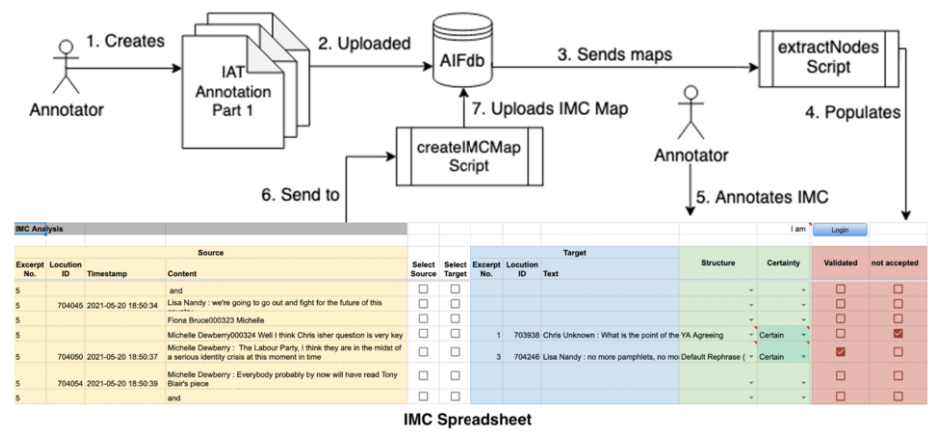 1. Creates
2. Uploaded
3. Sends maps
extractNodes
Script
AIFdb
IAT
Annotation
Part 1
Annotator
7. Uploads IMC Map
4. Populates
createIMCMap
Script
Annotator
6. Send to
5. Annotates IMC
IMC Analysis I am Login
Source Target
Excerpt No. Locution ID Timestamp Content Select Source Select Target Excerpt No. Locution ID Text Structure Certainty Validated not accepted
5 and
5 704045 2021-05-20 18:50:34 Lisa Nandy : we're going to go out and fight for the future of this
5 Fiona Bruce000323 Michelle
5 Michelle Dewberry000324 Well I think Chris isher question is very key 1 703938 Chris Unknown : What is the point of the YA Agreeing Certain
5 704050 2021-05-20 18:50:37 Michelle Dewberry : The Labour Party, I think they are in the midst of
a serious identity crisis at this moment in time 3 704246 Lisa Nandy : no more pamphlets, no mo Default Rephrase ( Certain
5 704054 2021-05-20 18:50:39 Michelle Dewberry : Everybody probably by now will have read Tony
Blair's piece
5 and
IMC Spreadsheet